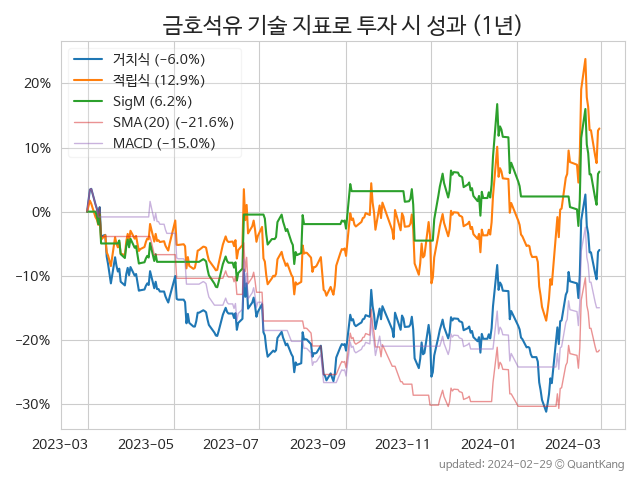 금호석유 기술 지표로 투자 시 성과 (1년)
거치식 (−6.0%)
적립식 (12.9%)
SigM (6.2%)
SMA(20) (−21.6%)
MACD (−15.0%)
20%
10%
0%
−10%
−20%
−30%
2023-03 2023-05 2023-07 2023-09 2023-11 2024-01 2024-03
updated: 2024-02-29 © QuantKang